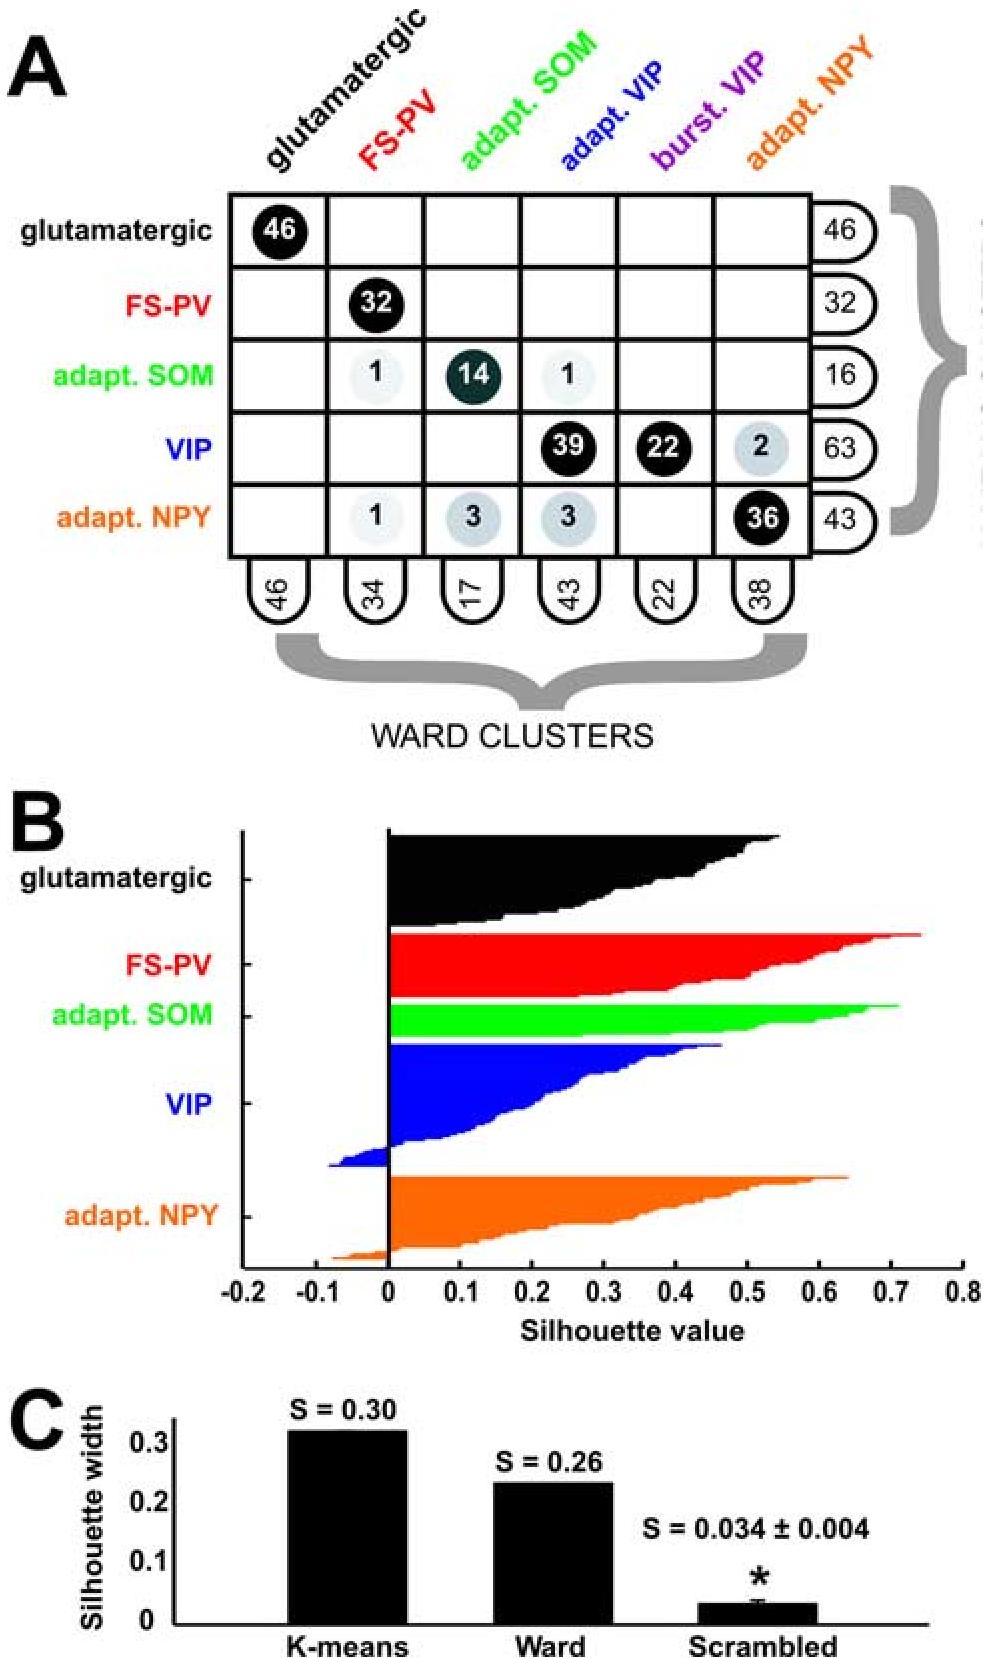 A
glutamatergic
FS-PV
adapt. SOM
adapt. VIP
burst. VIP
adapt. NPY
glutamatergic 46 46
FS-PV 32 32
adapt. SOM 1 14 1 16
VIP 39 22 2 63
adapt. NPY 1 3 3 36 43
46 34 17 43 22 38
WARD CLUSTERS
B
glutamatergic
FS-PV
adapt. SOM
VIP
adapt. NPY
-0.2 -0.1 0 0.1 0.2 0.3 0.4 0.5 0.6 0.7 0.8
Silhouette value
C
Silhouette width
0.3
0.2
0.1
0
S = 0.30
S = 0.26
S = 0.034 ± 0.004
*
K-means Ward Scrambled